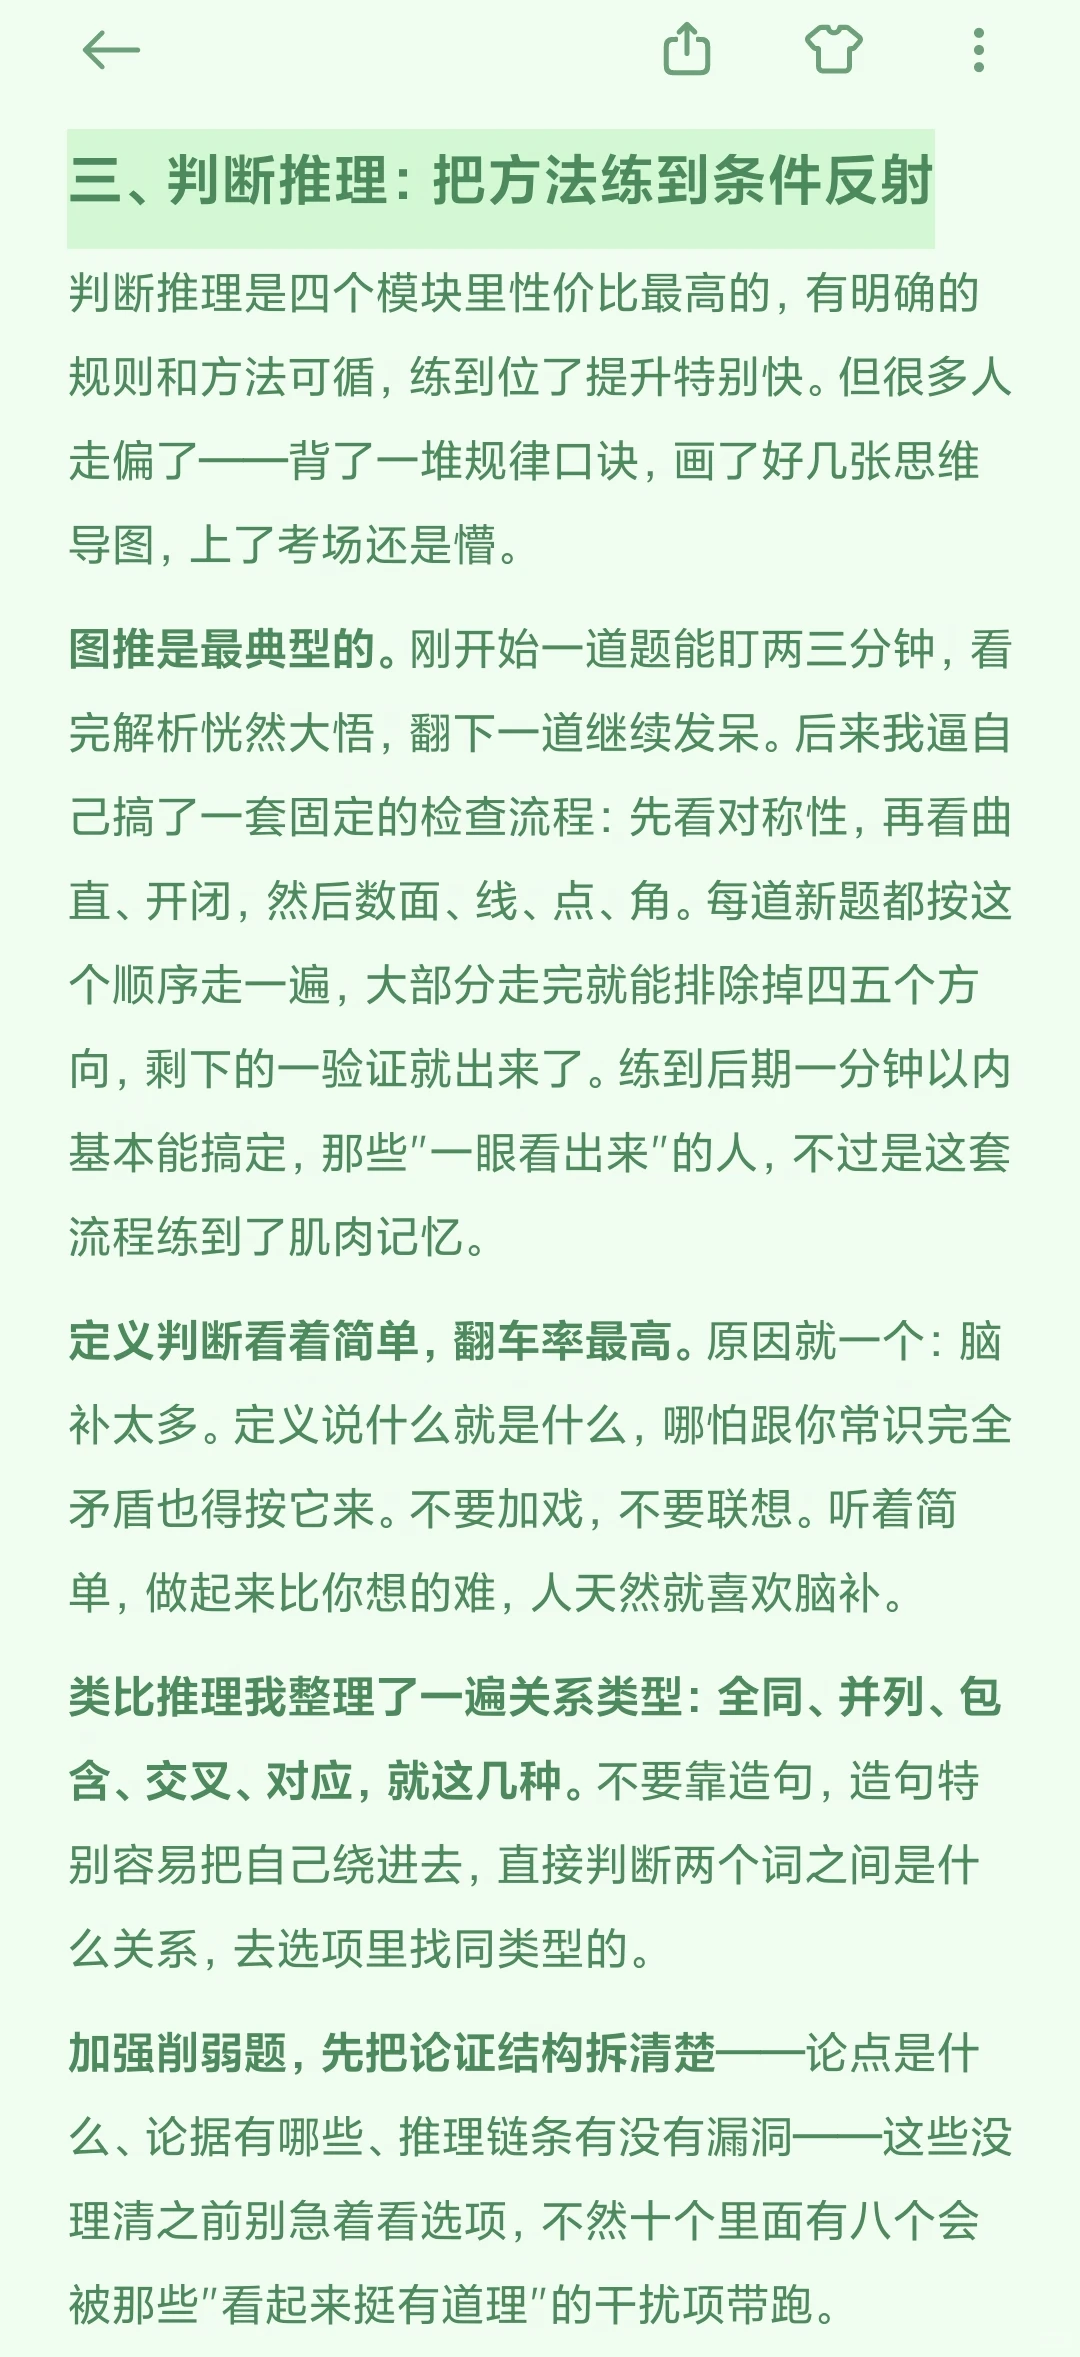 三、判断推理：把方法练到条件反射
判断推理是四个模块里性价比最高的，有明确的
规则和方法可循，练到位了提升特别快。但很多人
走偏了——背了一堆规律口诀，画了好几张思维
导图，上了考场还是懵。
图推是最典型的。刚开始一道题能盯两三分钟，看
完解析恍然大悟，翻下一道继续发呆。后来我逼自
己搞了一套固定的检查流程：先看对称性，再看曲
直、开闭，然后数面、线、点、角。每道新题都按这
个顺序走一遍，大部分走完就能排除掉四五个方
向，剩下的一验证就出来了。练到后期一分钟以内
基本能搞定，那些"一眼看出来"的人，不过是这套
流程练到了肌肉记忆。
定义判断看着简单，翻车率最高。原因就一个：脑
补太多。定义说什么就是什么，哪怕跟你常识完全
矛盾也得按它来。不要加戏，不要联想。听着简
单，做起来比你想的难，人天然就喜欢脑补。
类比推理我整理了一遍关系类型：全同、并列、包
含、交叉、对应，就这几种。不要靠造句，造句特
别容易把自己绕进去，直接判断两个词之间是什
么关系，去选项里找同类型的。
加强削弱题，先把论证结构拆清楚——论点是什
么、论据有哪些、推理链条有没有漏洞——这些没
理清之前别急着看选项，不然十个里面有八个会
被那些"看起来挺有道理"的干扰项带跑。